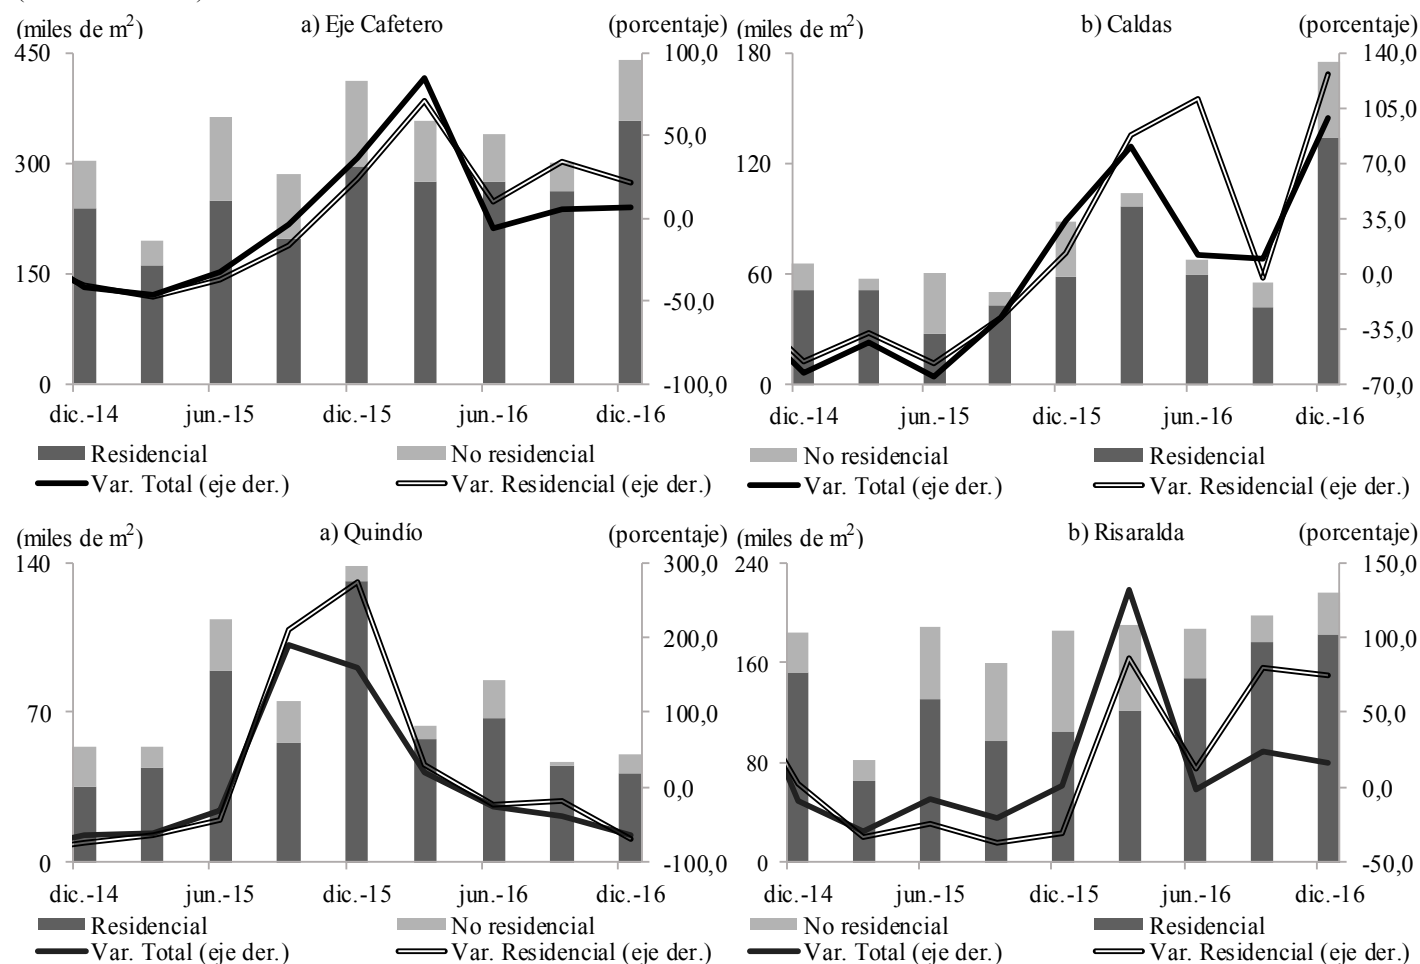 (miles de m²) a) Eje Cafetero (porcentaje)
450 100,0
300 50,0
0,0
150 -50,0
0 -100,0
dic.-14 jun.-15 dic.-15 jun.-16 dic.-16
Residencial No residencial
Var. Total (eje der.) Var. Residencial (eje der.)
(miles de m²) b) Caldas (porcentaje)
180 140,0
105,0
120 70,0
35,0
60 0,0
-35,0
0 -70,0
dic.-14 jun.-15 dic.-15 jun.-16 dic.-16
No residencial Residencial
Var. Total (eje der.) Var. Residencial (eje der.)
(miles de m²) a) Quindío (porcentaje)
140 300,0
200,0
70 100,0
0,0
0 -100,0
dic.-14 jun.-15 dic.-15 jun.-16 dic.-16
Residencial No residencial
Var. Total (eje der.) Var. Residencial (eje der.)
(miles de m²) b) Risaralda (porcentaje)
240 150,0
160 100,0
50,0
80 0,0
0 -50,0
dic.-14 jun.-15 dic.-15 jun.-16 dic.-16
No residencial Residencial
Var. Total (eje der.) Var. Residencial (eje der.)